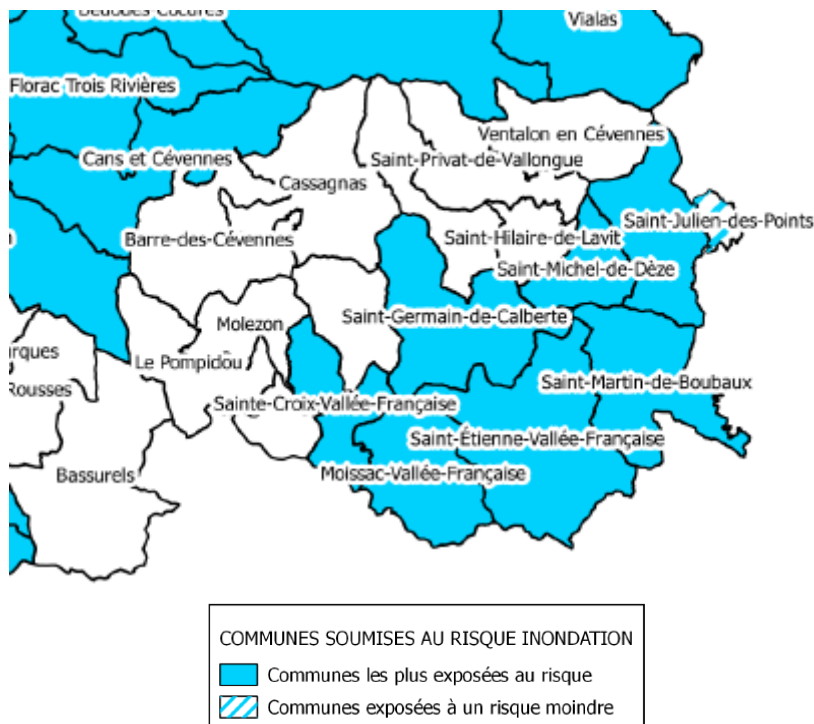 Bédouès Cocurès
Vialas
Florac Trois Rivières
Ventalon en Cévennes
Cans et Cévennes
Saint-Privat-de-Vallongue
Cassagnas
Saint-Julien-des-Points
Barre-des-Cévennes
Saint-Hilaire-de-Lavit
Saint-Michel-de-Dèze
Molezon
Saint-Germain-de-Calberte
Le Pompidou
Rousses
Saint-Martin-de-Boubaux
Sainte-Croix-Vallée-Française
Saint-Étienne-Vallée-Française
Bassurels
Moissac-Vallée-Française
COMMUNES SOUMISES AU RISQUE INONDATION
Communes les plus exposées au risque
Communes exposées à un risque moindre